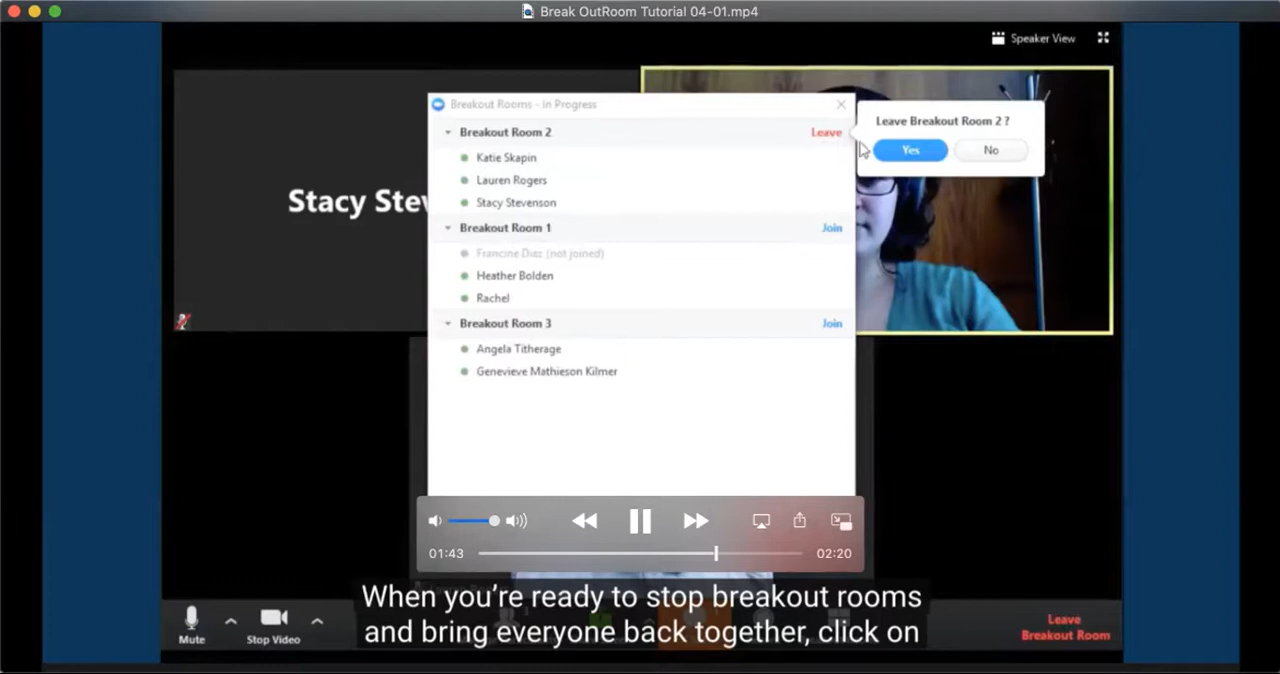 Break OutRoom Tutorial 04-01.mp4
Speaker View
Breakout Rooms - In Progress
Leave Breakout Room 2 ?
Yes
No
Breakout Room 2
Leave
Katie Skapin
Lauren Rogers
Stacy Stevenson
Stacy Stev
Breakout Room 1
Join
Francine Diaz (not joined)
Heather Bolden
Rachel
Breakout Room 3
Join
Angela Titherage
Genevieve Mathieson Kilmer
01:43
02:20
When you're ready to stop breakout rooms
and bring everyone back together, click on
Mute
Stop Video
Leave
Breakout Room